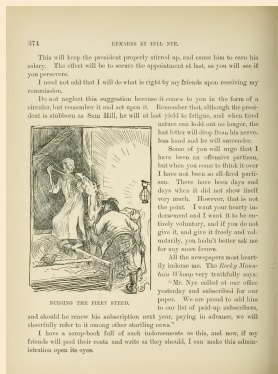 374
REMARKS BY BILL NYE.
This will keep the president properly stirred up, and cause him to earn his
salary. The effect will be to secure the appointment at last, as you will see if
you persevere.
I need not add that I will do what is right by my friends upon receiving my
commission.
Do not neglect this suggestion because it comes to you in the form of a
circular, but remember it and act upon it. Remember that, although the presi-
dent is stubborn as Sam Hill, he will at last yield to fatigue, and when tired
nature can hold out no longer, the
last letter will drop from his nerve-
less hand and he will surrender.
Some of you will urge that I
have been an offensive partisan,
but when you come to think it over
I have not been so all-fired parti-
san. There have been days and
days when it did not show itself
very much. However, that is not
the point. I want your hearty in-
dorsement and I want it to be en-
tirely voluntary, and if you do not
give it, and give it freely and vol-
untarily, you hadn't better ask me
for any more favors.
All the newspapers most heart-
ily indorse me. The Rocky Moun-
tain Whoop very truthfully says:
"Mr. Nye called at our office
yesterday and subscribed for our
paper. We are proud to add him
to our list of paid-up subscribers,
NURSING THE FIERY STEED.
and should he renew his subscription next year, paying in advance, we will
cheerfully refer to it among other startling news."
I have a scrap-book full of such indorsements as this, and now, if my
friends will pool their coats and write as they should, I can make this admin-
istration open its eyes.